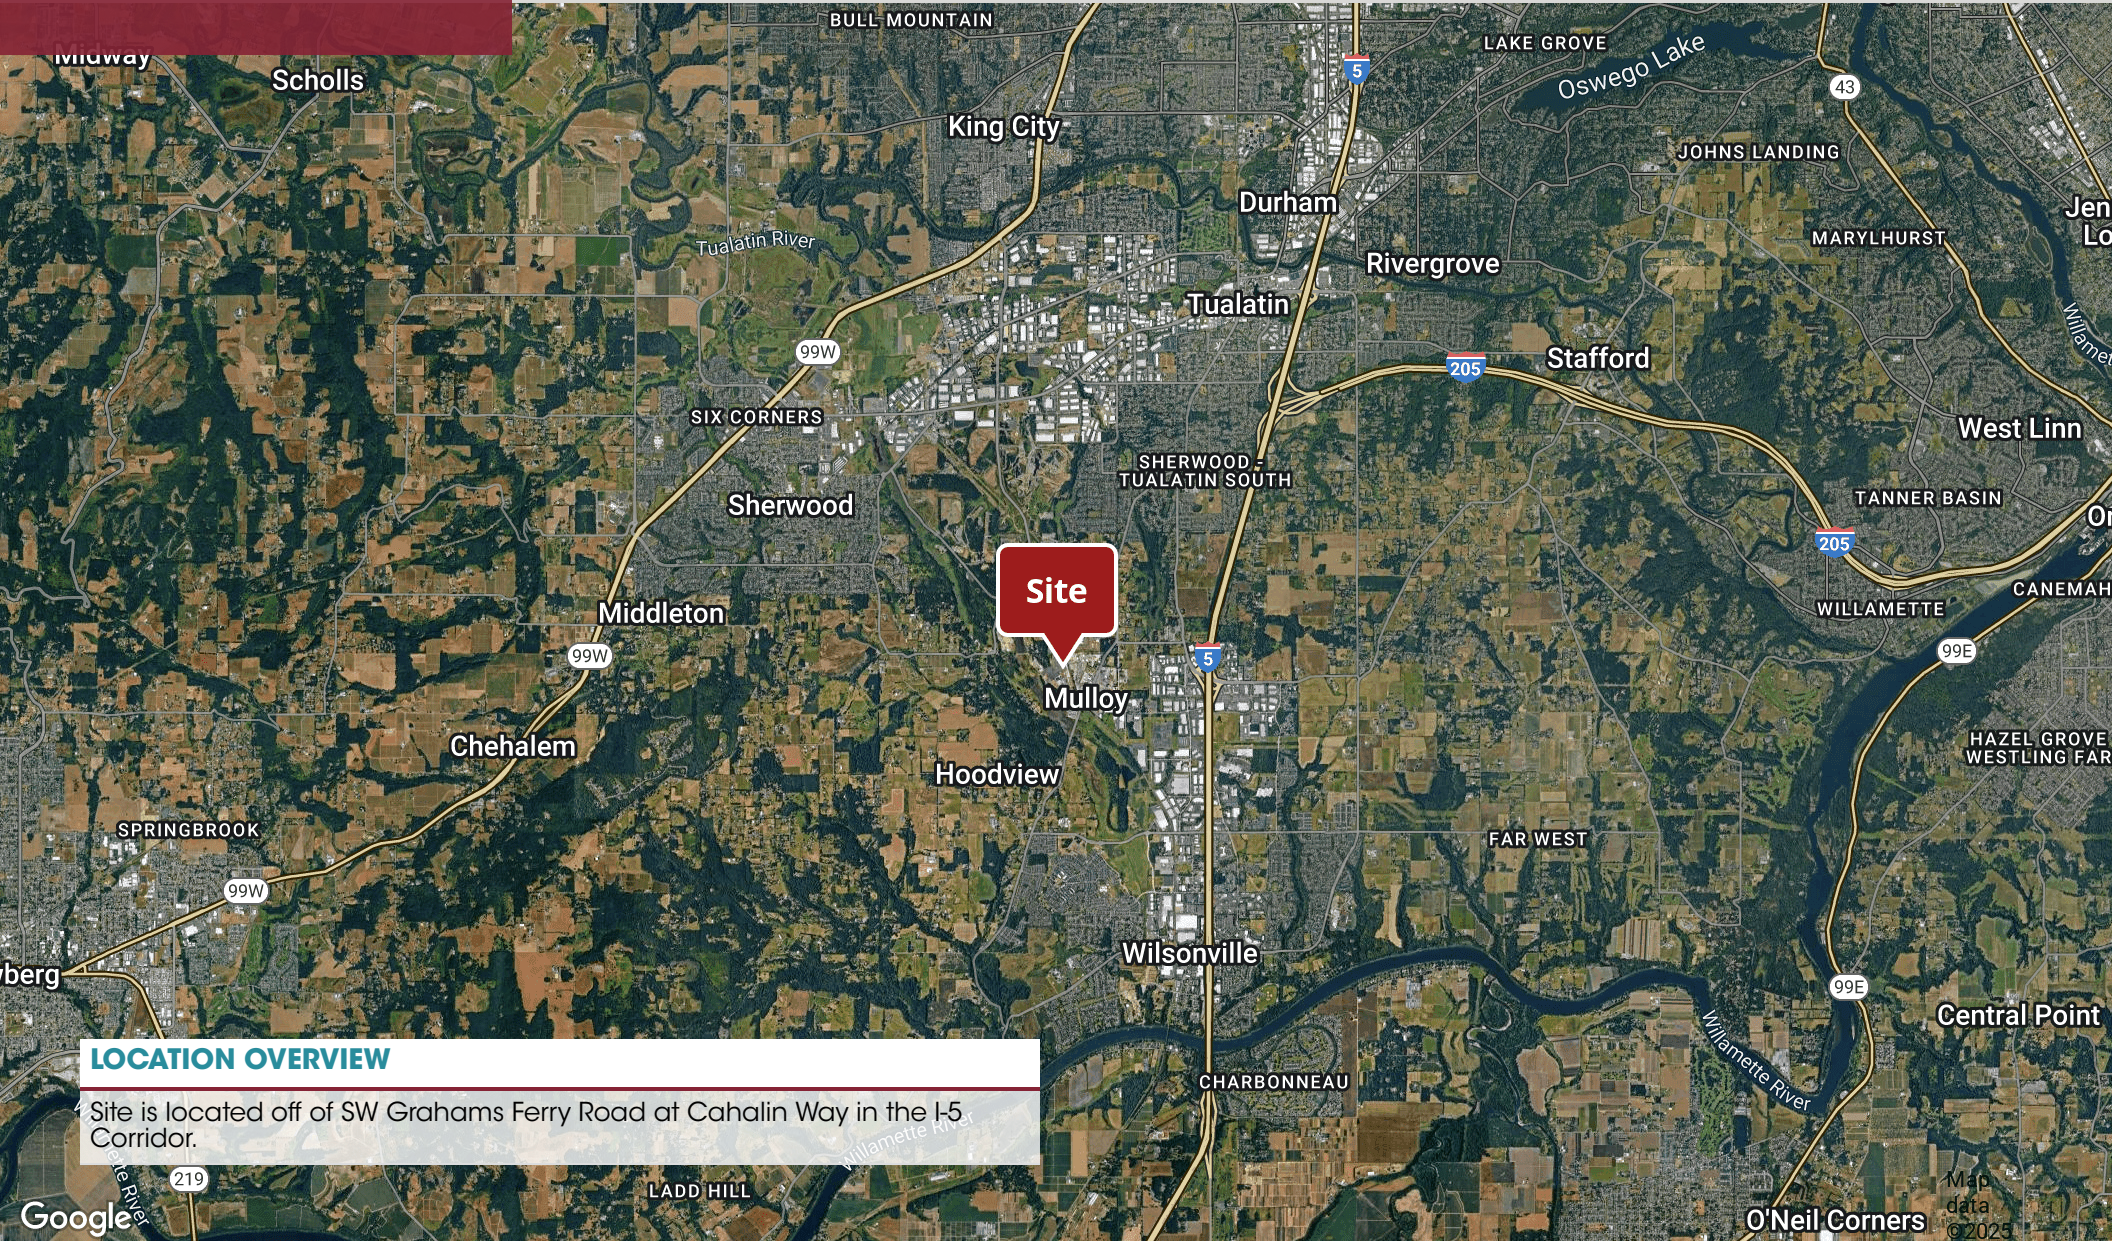 BULL MOUNTAIN
LAKE GROVE
Oswego Lake
Midway
Scholls
5
43
King City
JOHNS LANDING
Durham
MARYLHURST
Tualatin River
Rivergrove
Tualatin
99W
205
Stafford
SIX CORNERS
West Linn
SHERWOOD -
TUALATIN SOUTH
TANNER BASIN
Sherwood
205
Site
CANEMAH
Middleton
WILLAMETTE
99W
5
99E
Mulloy
Chehalem
HAZEL GROVE
WESTLING FAR
Hoodview
SPRINGBROOK
FAR WEST
99W
Wilsonville
yberg
99E
Central Point
Willamette River
LOCATION OVERVIEW
CHARBONNEAU
Site is located off of SW Grahams Ferry Road at Cahalin Way in the I-5
Corridor.
Willamette River
219
LADD HILL
Map
data
©2025
Google
O'Neil Corners